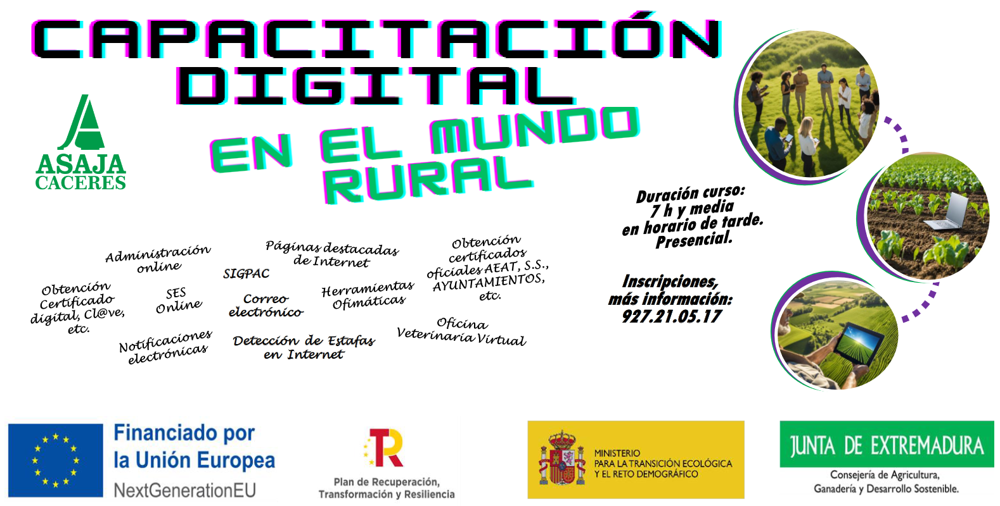 CAPACITACIÓN
DIGITAL
EN EL MUNDO
RURAL
ASAJA
CACERES
Duración curso:
7 h y media
en horario de tarde.
Presencial.
Administración
online
Páginas destacadas
de Internet
Obtención
certificados
oficiales AEAT, S.S.,
AYUNTAMIENTOS,
etc.
SIGPAC
Obtención
Certificado
digital, Cl@ve,
etc.
SES
Online
Correo
electrónico
Herramientas
Ofimáticas
Notificaciones
electrónicas
Detección de Estafas
en Internet
Oficina
Veterinaria Virtual
Inscripciones,
más información:
927.21.05.17
Financiado por
la Unión Europea
NextGenerationEU
Plan de Recuperación,
Transformación y Resiliencia
MINISTERIO
PARA LA TRANSICIÓN ECOLÓGICA
Y EL RETO DEMOGRÁFICO
JUNTA DE EXTREMADURA
Consejería de Agricultura,
Ganadería y Desarrollo Sostenible.